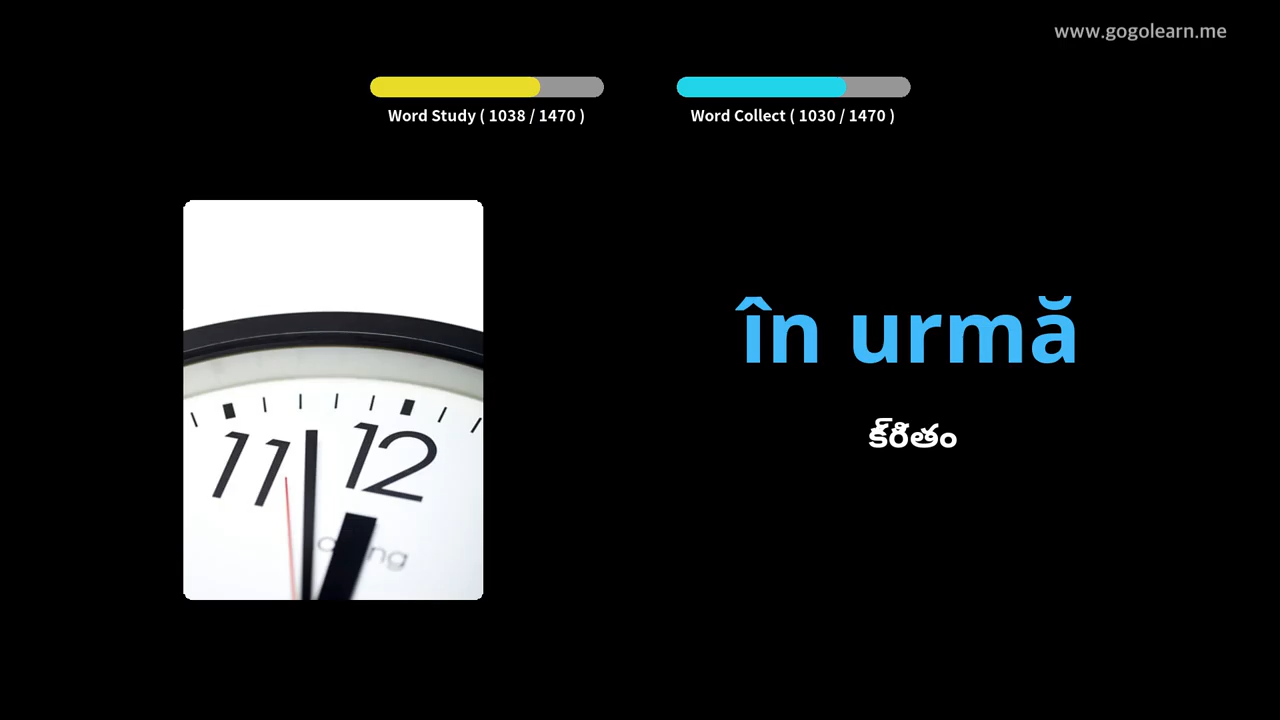 www.gogolearn.me
Word Study ( 1038 / 1470 )
Word Collect ( 1030 / 1470 )
11 12
în urmă
క్రితం